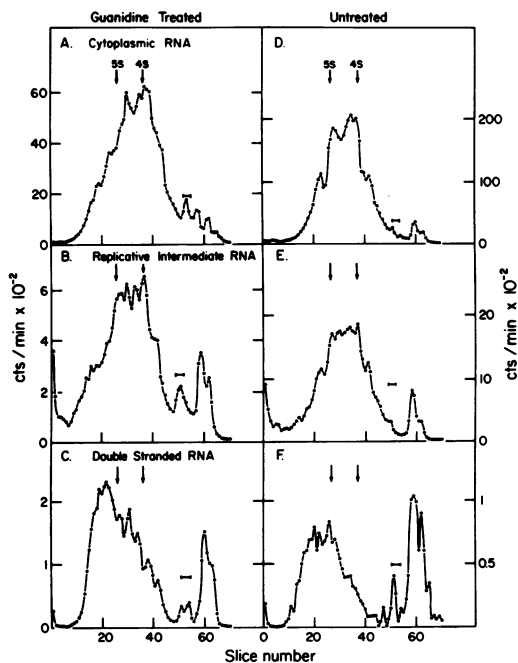 Guanidine Treated
Untreated
A. Cytoplasmic RNA
5S 4S
60
40
20
0
D.
5S 4S
200
100
0
B. Replicative Intermediate RNA
6
4
2
0
E.
20
10
0
C. Double Stranded RNA
2
1
0
0 20 40 60
F.
1
0.5
0 20 40 60
cts/min x 10-2
cts/min x 10-2
Slice number